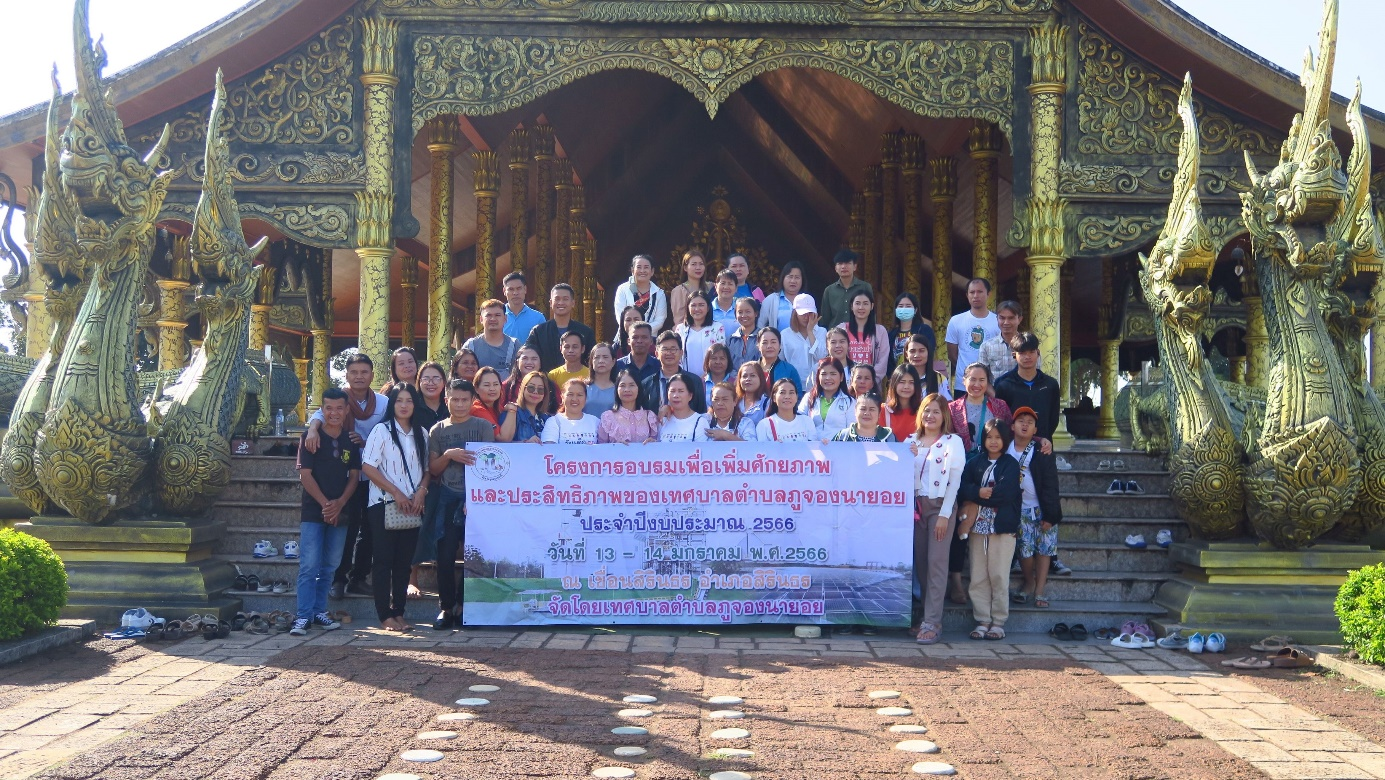 โครงการอบรมเพื่อเพิ่มศักยภาพ
และประสิทธิภาพของเทศบาลตำบลภูจองนายอย
ประจำปีงบประมาณ 2566
วันที่ 13 - 14 มกราคม พ.ศ.2566
ณ เขื่อนสิรินธร อำเภอสิรินธร
จัดโดยเทศบาลตำบลภูจองนายอย